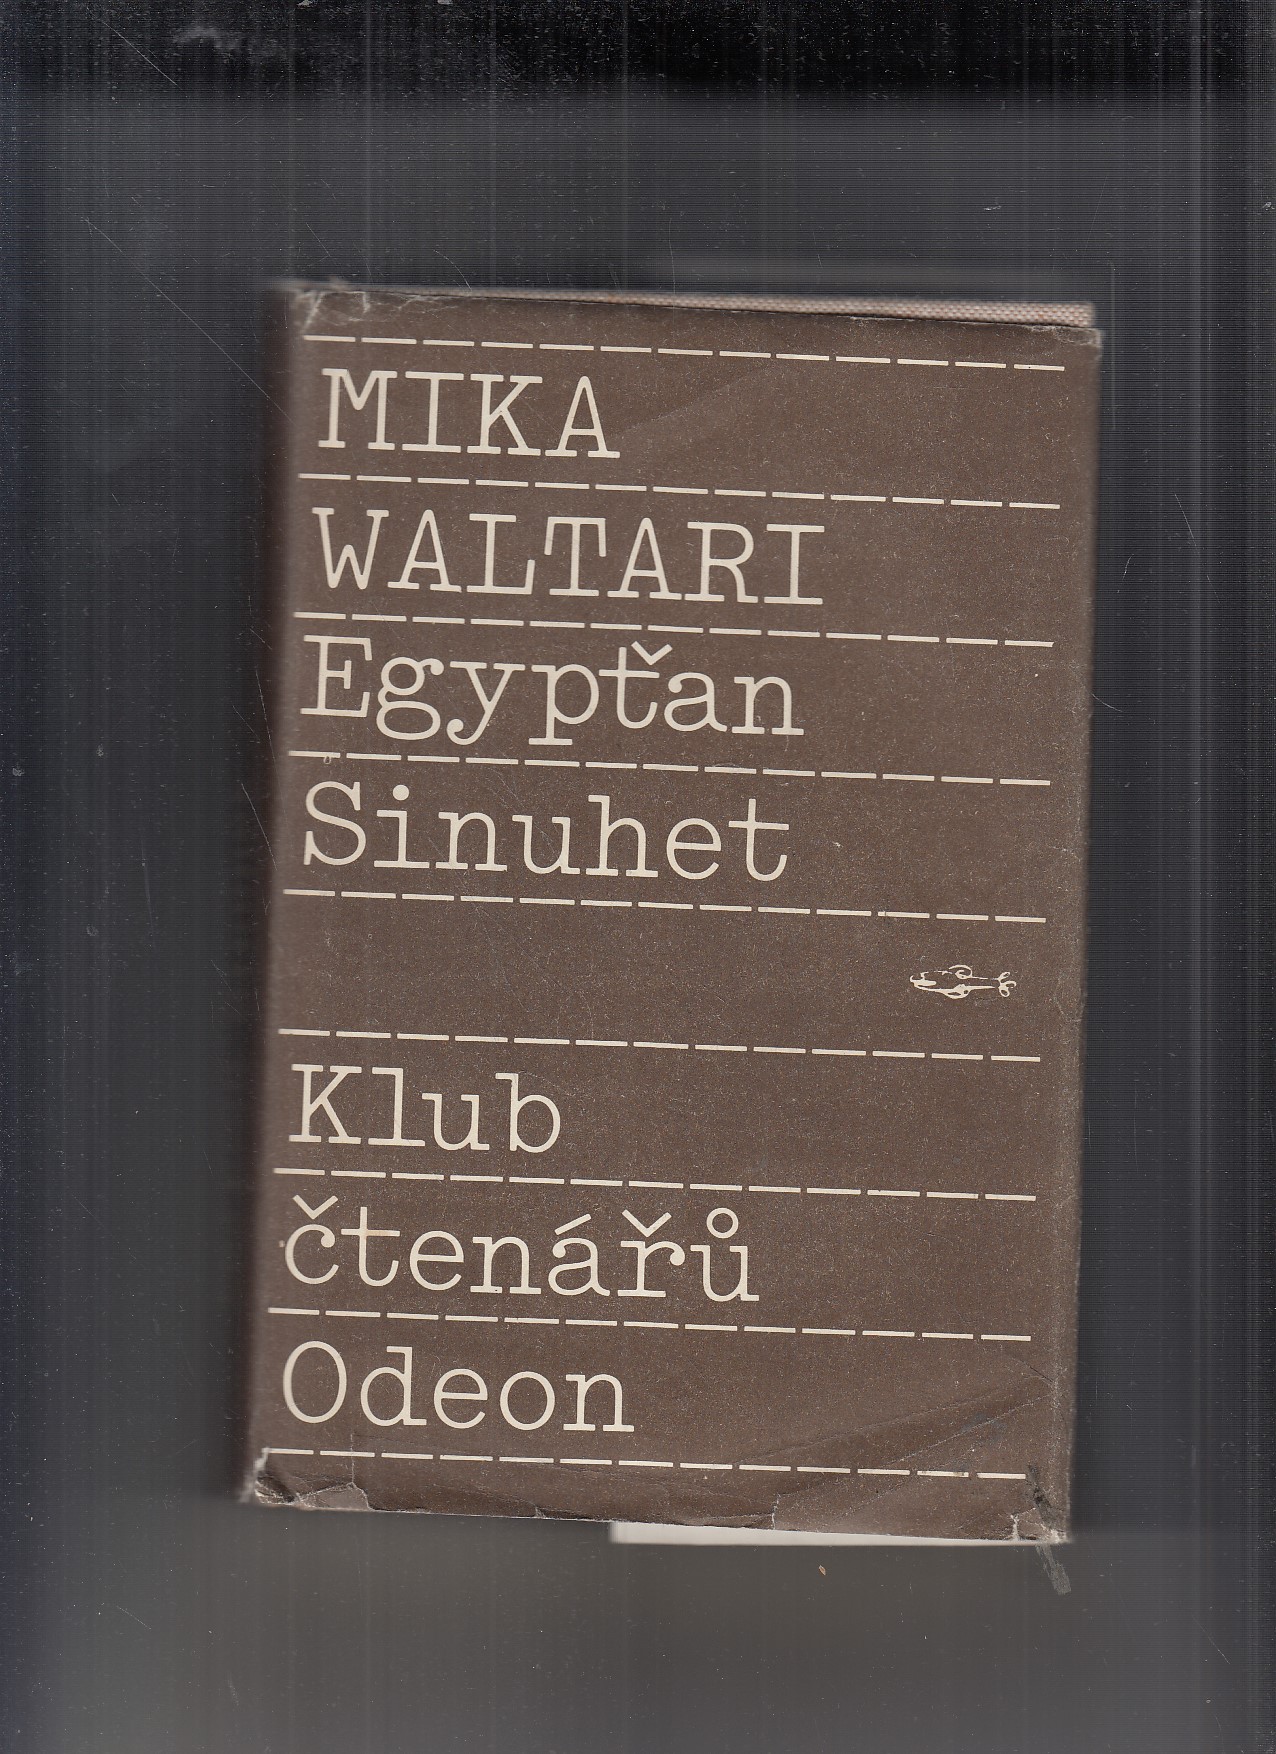 MIKA
WALTARI
Egypťan
Sinuhet
Klub
čtenářů
Odeon